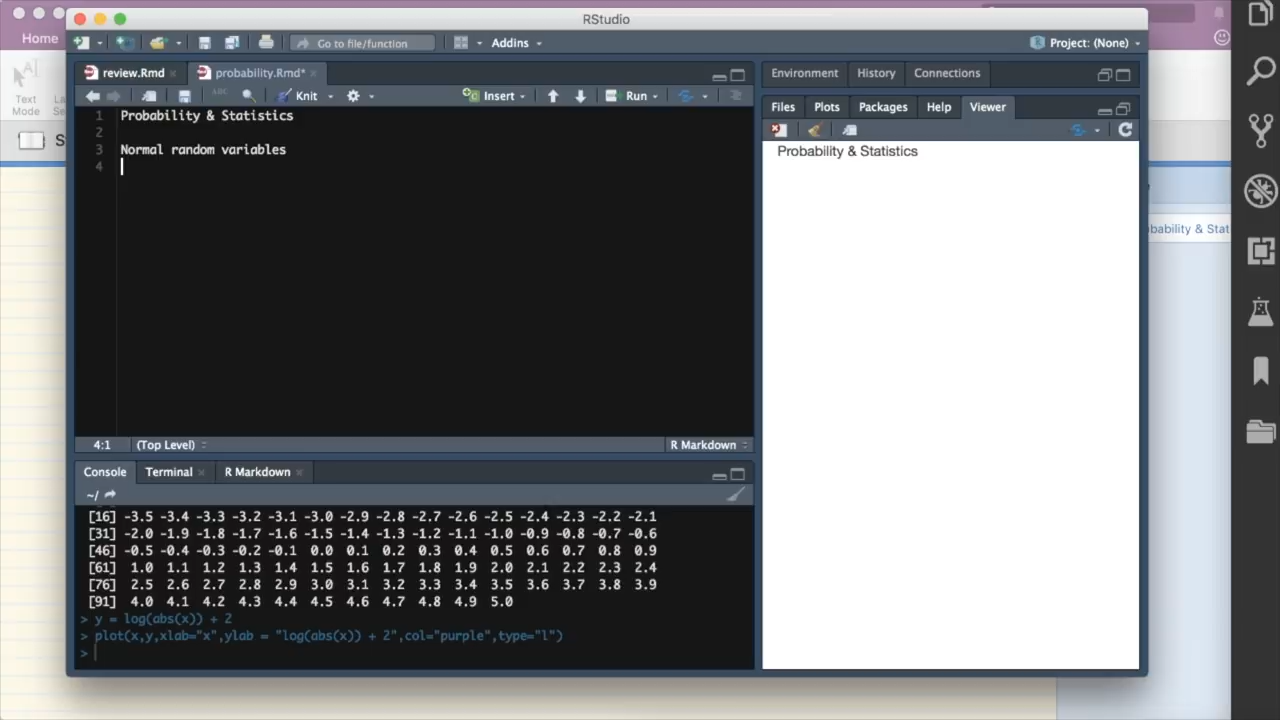 RStudio
Home
Go to file/function
Addins
Project: (None)
review.Rmd
probability.Rmd*
Environment
History
Connections
Text
Mode
ABC
Knit
Insert
Run
Files
Plots
Packages
Help
Viewer
1 Probability & Statistics
2
3 Normal random variables
4
Probability & Statistics
bability & Stat
4:1
(Top Level)
R Markdown
Console
Terminal
R Markdown
~/
[16] -3.5 -3.4 -3.3 -3.2 -3.1 -3.0 -2.9 -2.8 -2.7 -2.6 -2.5 -2.4 -2.3 -2.2 -2.1
[31] -2.0 -1.9 -1.8 -1.7 -1.6 -1.5 -1.4 -1.3 -1.2 -1.1 -1.0 -0.9 -0.8 -0.7 -0.6
[46] -0.5 -0.4 -0.3 -0.2 -0.1 0.0 0.1 0.2 0.3 0.4 0.5 0.6 0.7 0.8 0.9
[61] 1.0 1.1 1.2 1.3 1.4 1.5 1.6 1.7 1.8 1.9 2.0 2.1 2.2 2.3 2.4
[76] 2.5 2.6 2.7 2.8 2.9 3.0 3.1 3.2 3.3 3.4 3.5 3.6 3.7 3.8 3.9
[91] 4.0 4.1 4.2 4.3 4.4 4.5 4.6 4.7 4.8 4.9 5.0
> y = log(abs(x)) + 2
> plot(x,y,xlab="x",ylab = "log(abs(x)) + 2",col="purple",type="l")
>